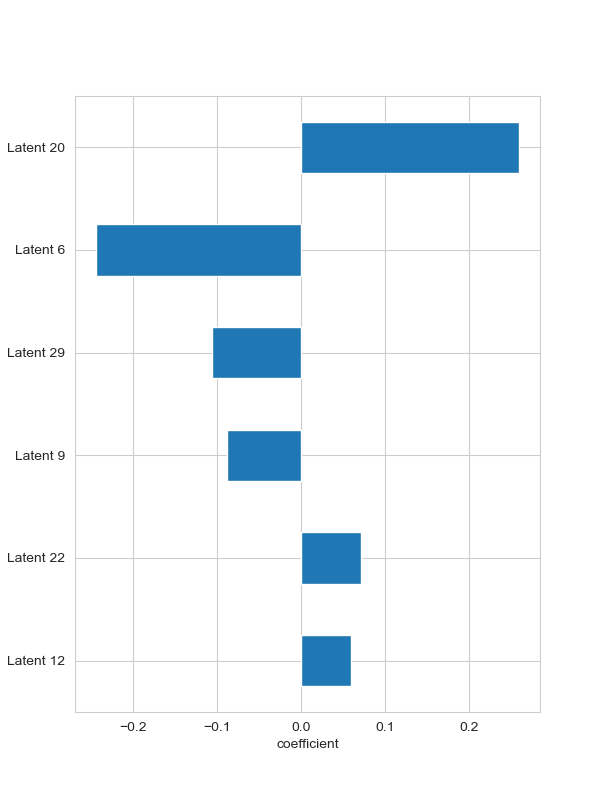 Latent 20
Latent 6
Latent 29
Latent 9
Latent 22
Latent 12
−0.2 −0.1 0.0 0.1 0.2
coefficient